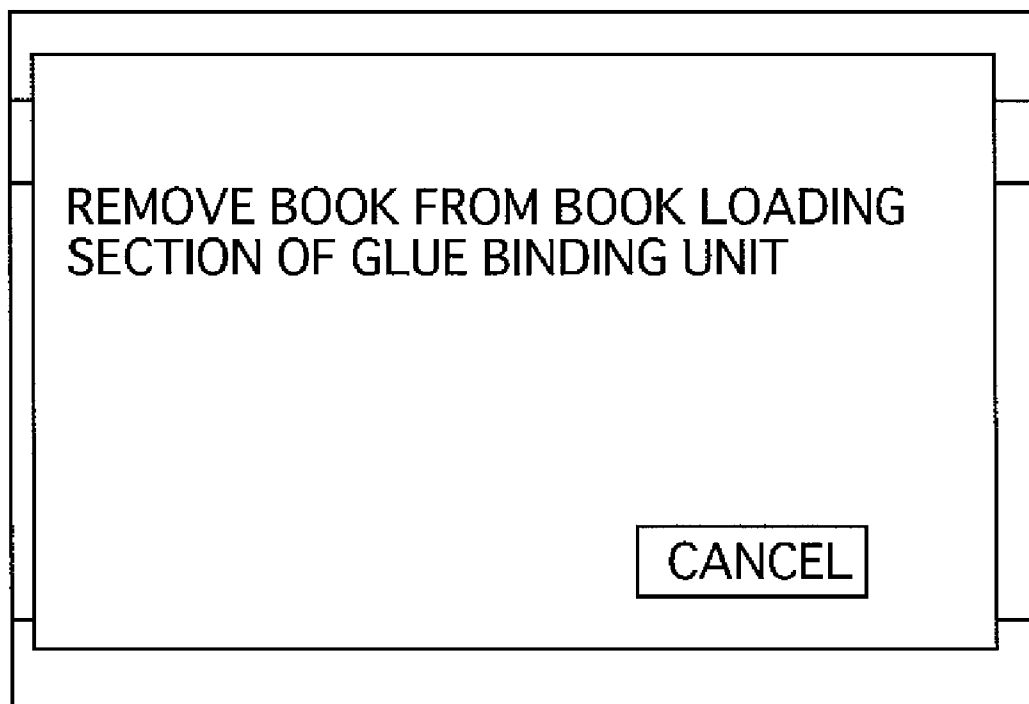 REMOVE BOOK FROM BOOK LOADING
SECTION OF GLUE BINDING UNIT
CANCEL